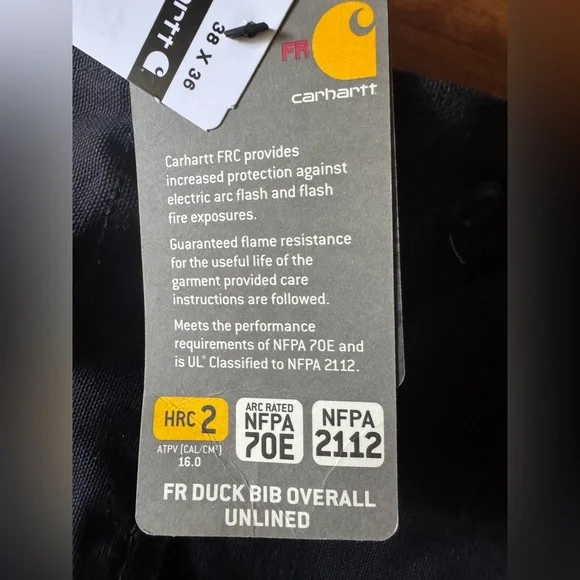 38 X 36
FR
carhartt
Carhartt FRC provides
increased protection against
electric arc flash and flash
fire exposures.
Guaranteed flame resistance
for the useful life of the
garment provided care
instructions are followed.
Meets the performance
requirements of NFPA 70E and
is UL® Classified to NFPA 2112.
HRC 2
ATPV (CAL/CM²)
16.0
ARC RATED
NFPA
70E
NFPA
2112
FR DUCK BIB OVERALL
UNLINED